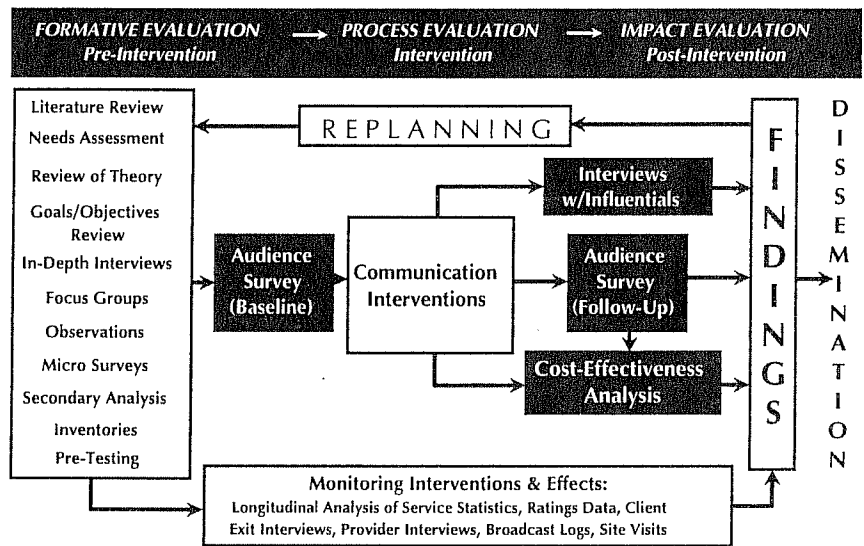 FORMATIVE EVALUATION → PROCESS EVALUATION → IMPACT EVALUATION
Pre-Intervention Intervention Post-Intervention
Literature Review
Needs Assessment
Review of Theory
Goals/Objectives
Review
In-Depth Interviews
Focus Groups
Observations
Micro Surveys
Secondary Analysis
Inventories
Pre-Testing
REPLANNING
Audience
Survey
(Baseline)
Communication
Interventions
Interviews
w/Influentials
Audience
Survey
(Follow-Up)
Cost-Effectiveness
Analysis
FINDINGS
DISSEMINATION
Monitoring Interventions & Effects:
Longitudinal Analysis of Service Statistics, Ratings Data, Client
Exit Interviews, Provider Interviews, Broadcast Logs, Site Visits